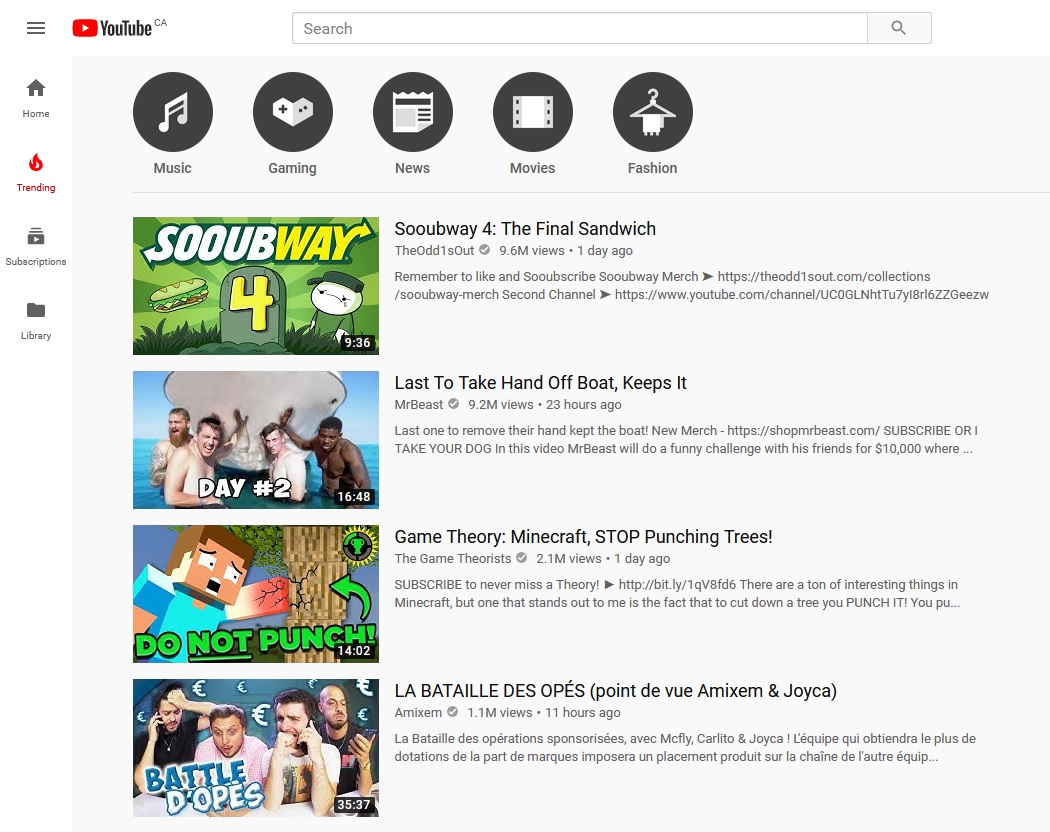 YouTube CA
Search
Home
Trending
Subscriptions
Library
Music
Gaming
News
Movies
Fashion
SOOUBWAY
4
9:36
Sooubway 4: The Final Sandwich
TheOdd1sOut 9.6M views • 1 day ago
Remember to like and Sooubscribe Sooubway Merch ➤ https://theodd1sout.com/collections
/sooubway-merch Second Channel ➤ https://www.youtube.com/channel/UC0GLNhtTu7yI8rl6ZZGeezw
DAY #2
16:48
Last To Take Hand Off Boat, Keeps It
MrBeast 9.2M views • 23 hours ago
Last one to remove their hand kept the boat! New Merch - https://shopmrbeast.com/ SUBSCRIBE OR I
TAKE YOUR DOG In this video MrBeast will do a funny challenge with his friends for $10,000 where ...
DO NOT PUNCH!
14:02
Game Theory: Minecraft, STOP Punching Trees!
The Game Theorists 2.1M views • 1 day ago
SUBSCRIBE to never miss a Theory! ► http://bit.ly/1qV8fd6 There are a ton of interesting things in
Minecraft, but one that stands out to me is the fact that to cut down a tree you PUNCH IT! You pu...
€ € € € €
BATTLE
D'OPÉS
35:37
LA BATAILLE DES OPÉS (point de vue Amixem & Joyca)
Amixem 1.1M views • 11 hours ago
La Bataille des opérations sponsorisées, avec Mcfly, Carlito & Joyca ! L'équipe qui obtiendra le plus de
dotations de la part de marques imposera un placement produit sur la chaîne de l'autre équip...